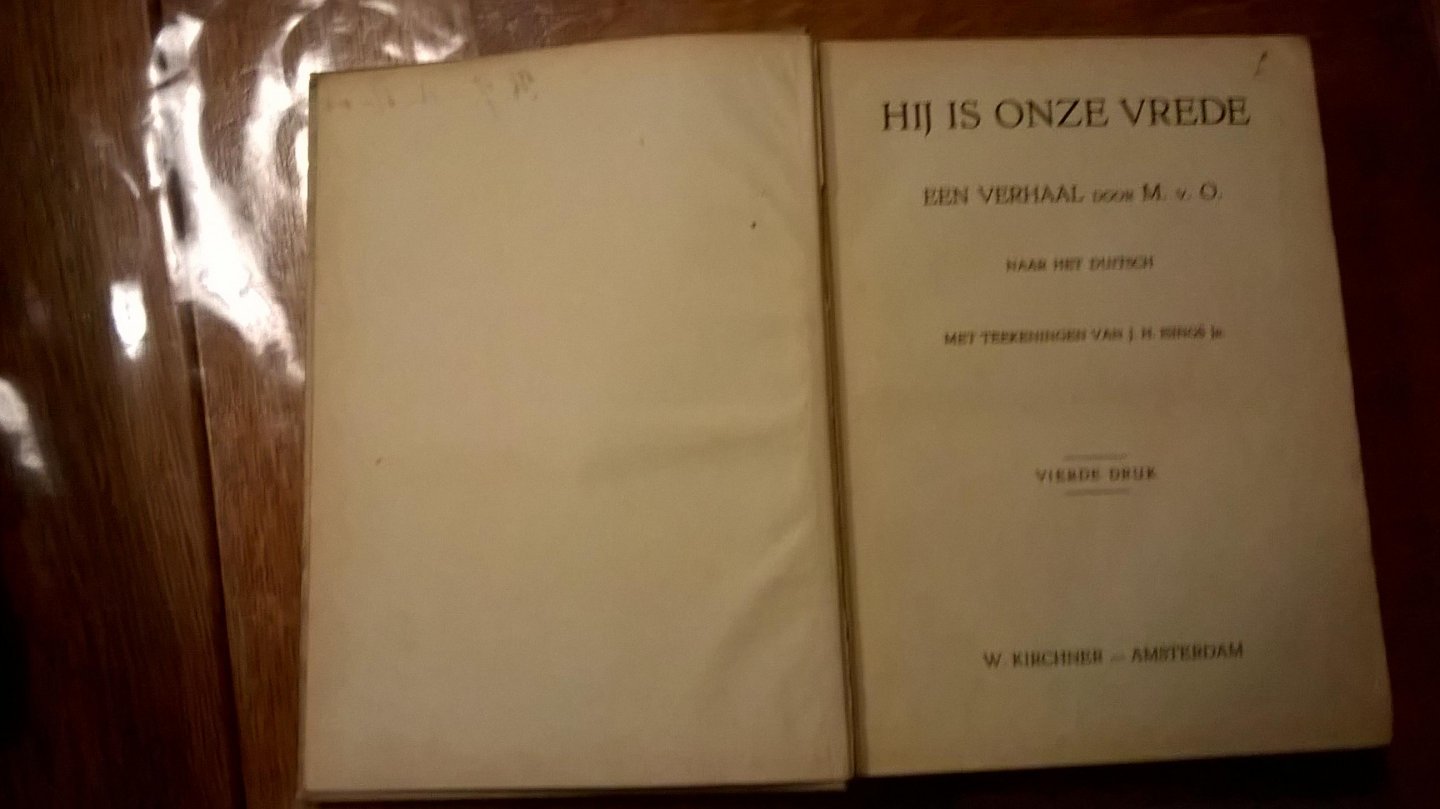 HIJ IS ONZE VREDE
EEN VERHAAL DOOR M. v. O.
NAAR HET DUITSCH
MET TEEKENINGEN VAN J. H. ISINGS Jr.
VIERDE DRUK
W. KIRCHNER — AMSTERDAM